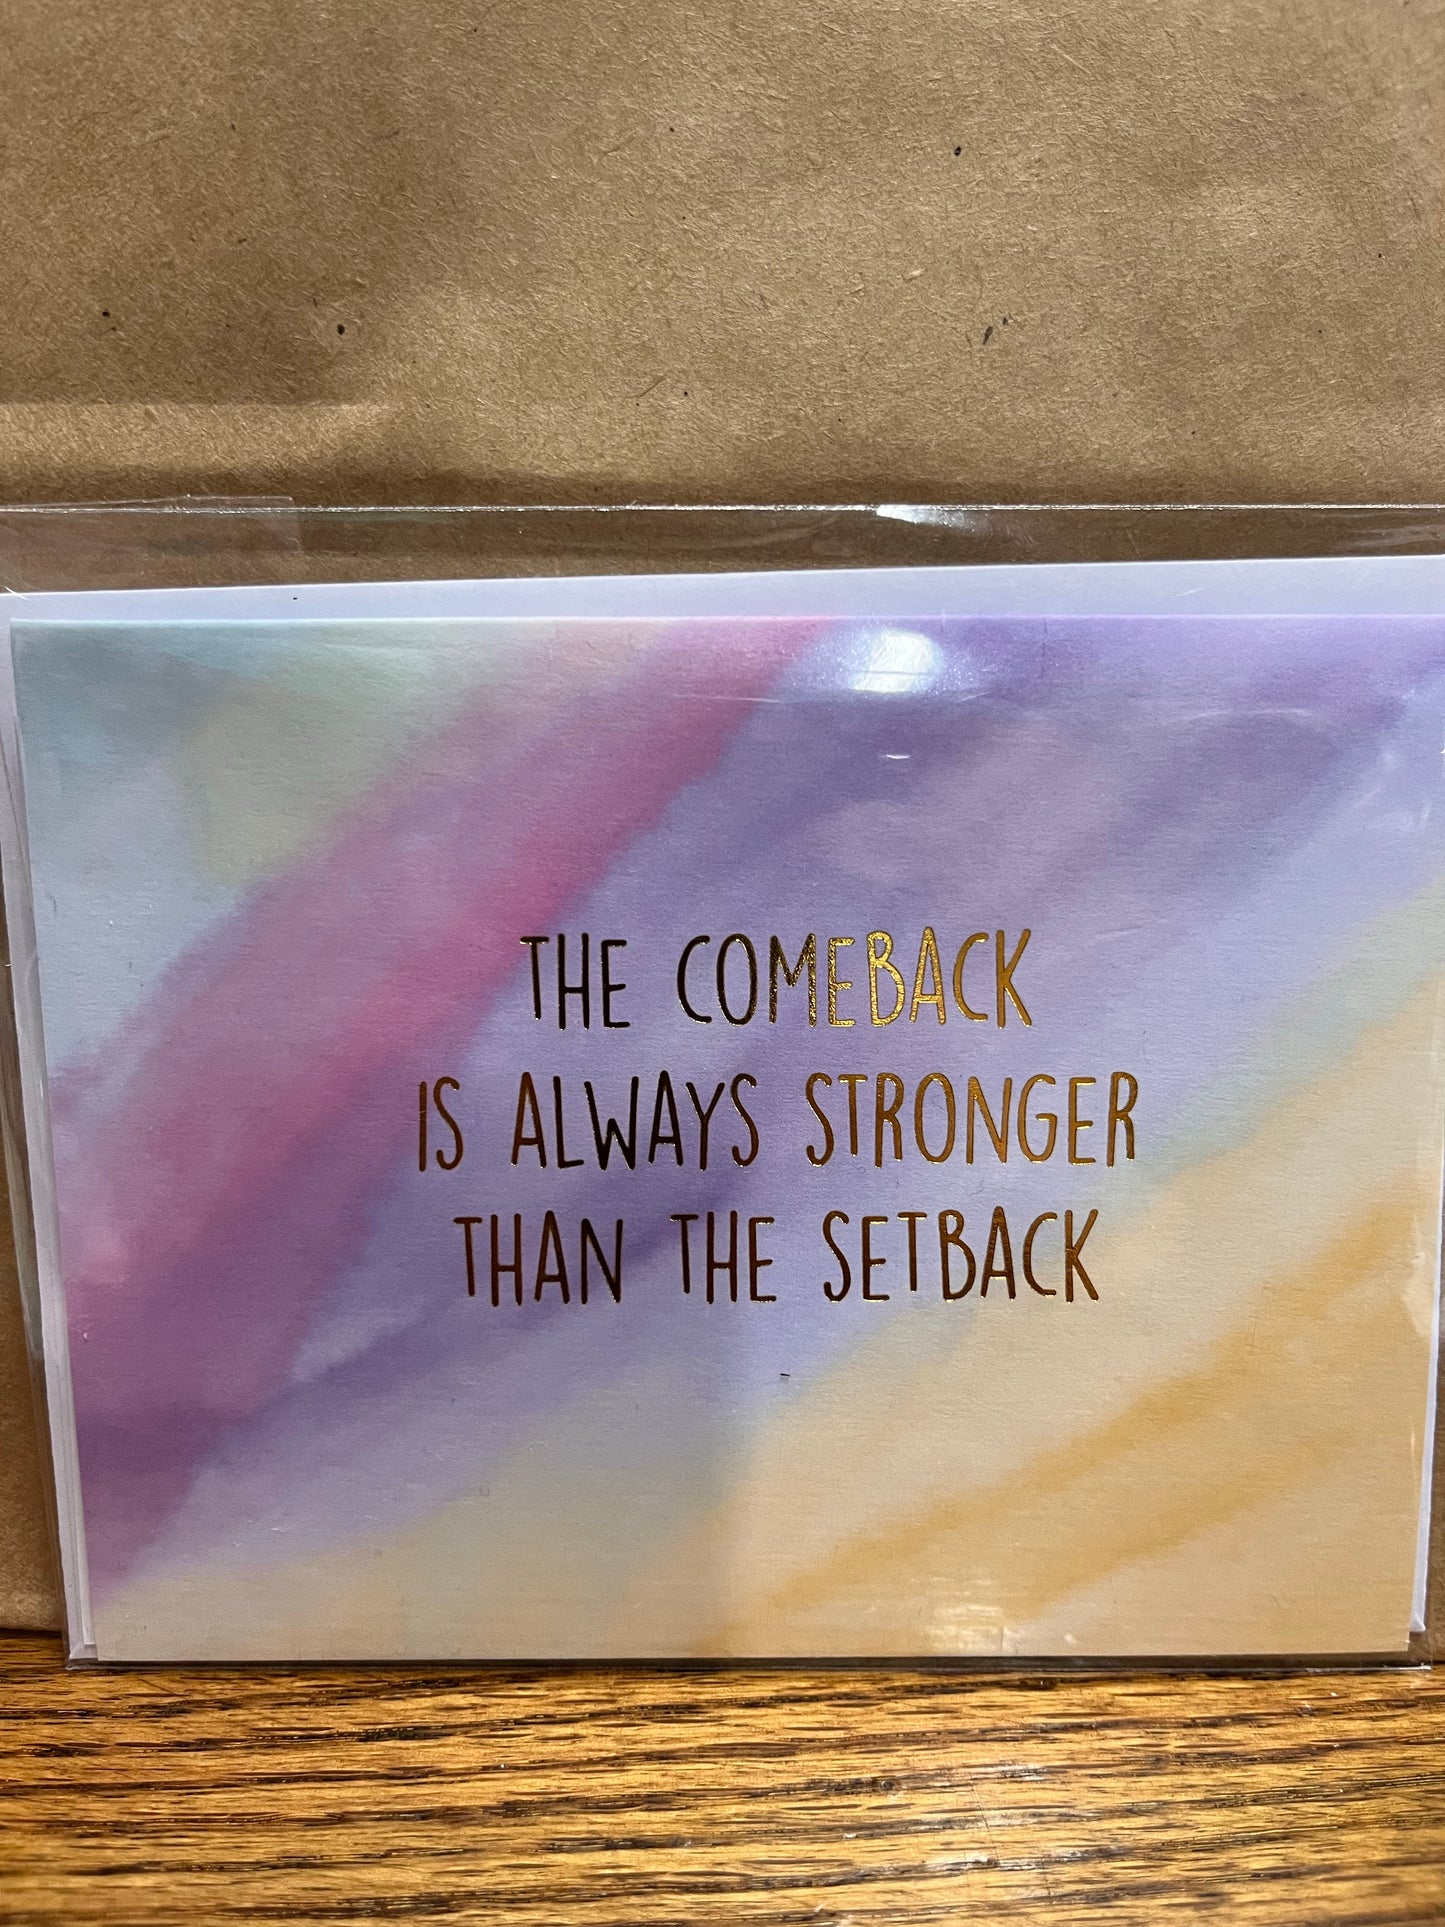 THE COMEBACK
IS ALWAYS STRONGER
THAN THE SETBACK